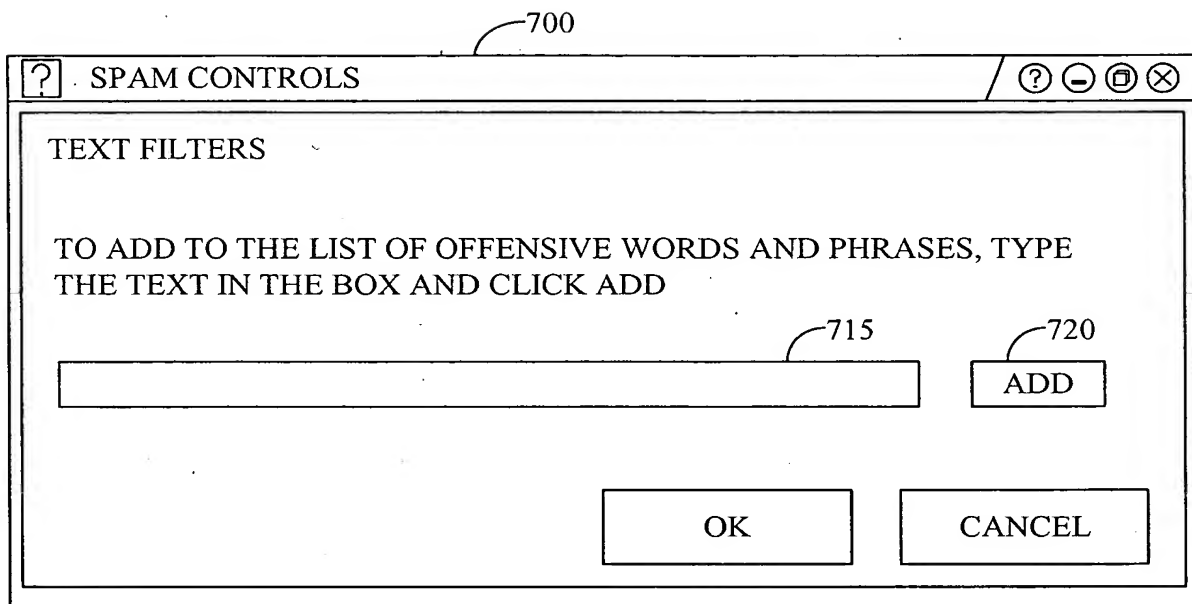 700
? SPAM CONTROLS ?
TEXT FILTERS
TO ADD TO THE LIST OF OFFENSIVE WORDS AND PHRASES, TYPE
THE TEXT IN THE BOX AND CLICK ADD
715 720
ADD
OK CANCEL